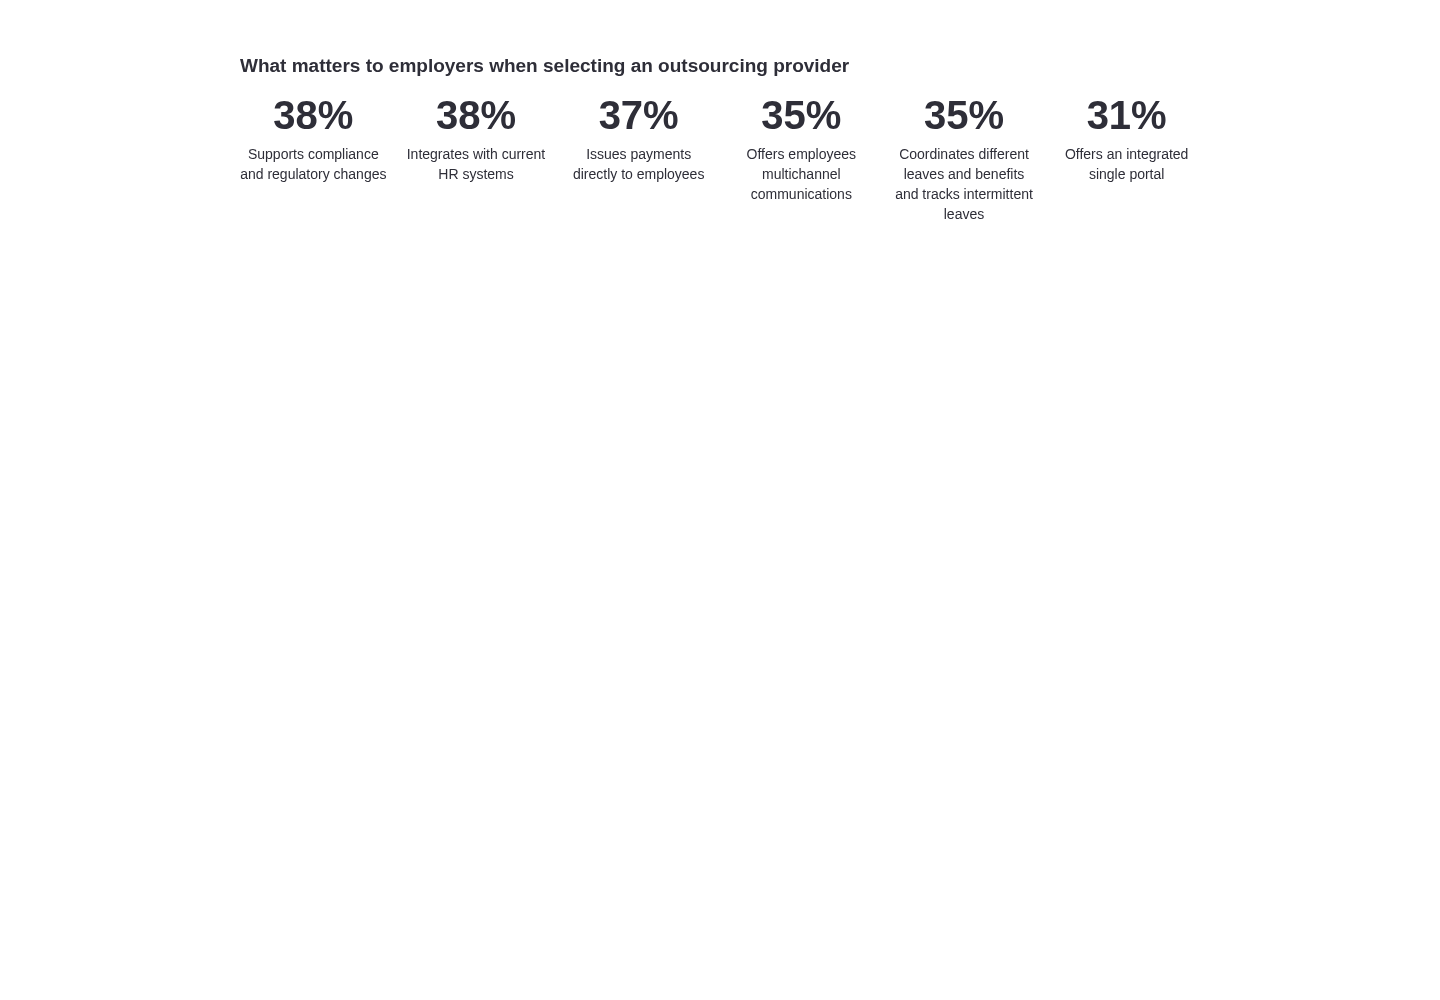 What matters to employers when selecting an outsourcing provider
38%
Supports compliance
and regulatory changes
38%
Integrates with current
HR systems
37%
Issues payments
directly to employees
35%
Offers employees
multichannel
communications
35%
Coordinates different
leaves and benefits
and tracks intermittent
leaves
31%
Offers an integrated
single portal